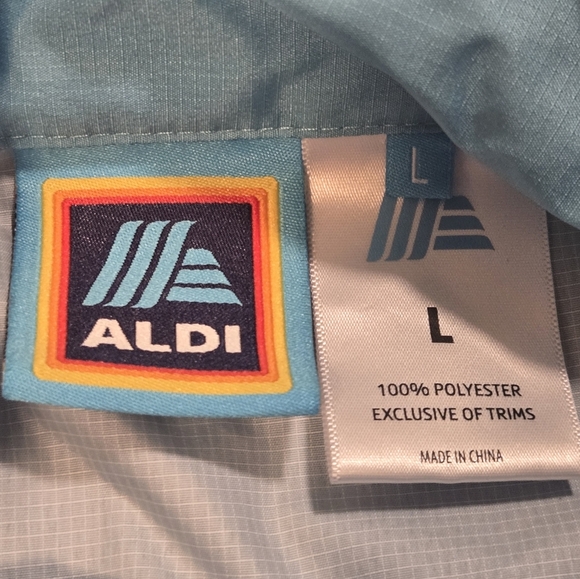 ALDI
L
L
100% POLYESTER
EXCLUSIVE OF TRIMS
MADE IN CHINA